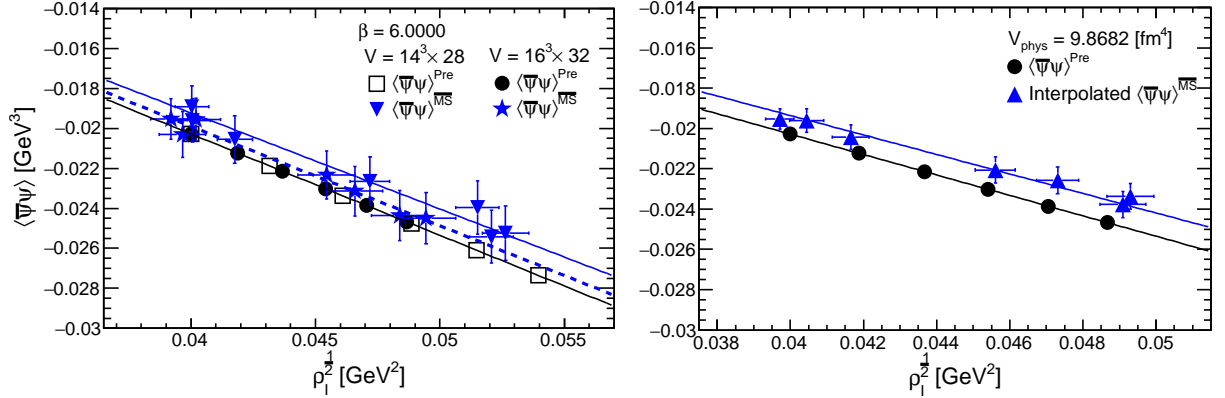 −0.014
−0.016
−0.018
−0.02
−0.022
−0.024
−0.026
−0.028
−0.03
⟨ψ̅ψ⟩ [GeV³]
β = 6.0000
V = 14³× 28 V = 16³× 32
⟨ψ̅ψ⟩^Pre ⟨ψ̅ψ⟩^Pre
⟨ψ̅ψ⟩^M̅S̅ ⟨ψ̅ψ⟩^M̅S̅
0.04 0.045 0.05 0.055
ρ_I^{1/2} [GeV²]
−0.014
−0.016
−0.018
−0.02
−0.022
−0.024
−0.026
−0.028
−0.03
V_phys = 9.8682 [fm⁴]
⟨ψ̅ψ⟩^Pre
Interpolated ⟨ψ̅ψ⟩^M̅S̅
0.038 0.04 0.042 0.044 0.046 0.048 0.05
ρ_I^{1/2} [GeV²]